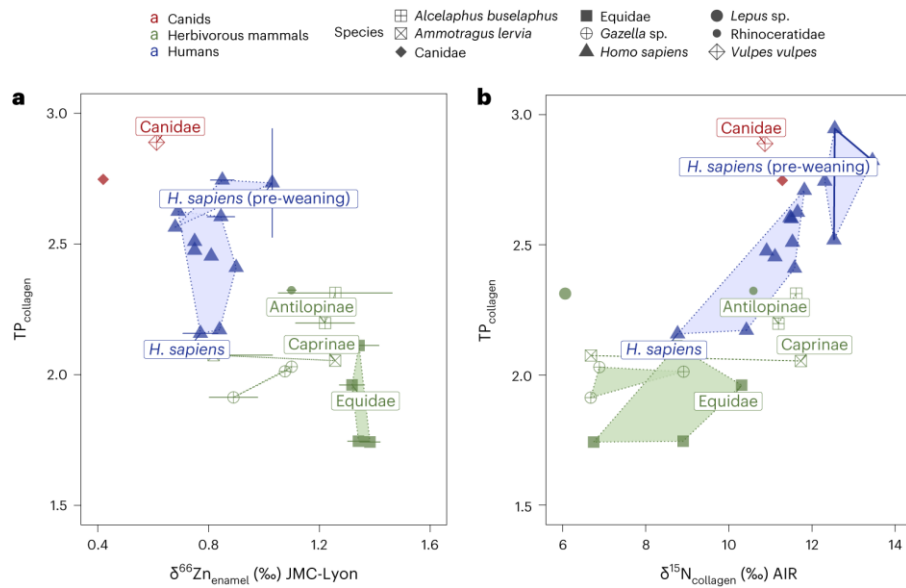 a Canids
a Herbivorous mammals
a Humans
Species
Alcelaphus buselaphus
Ammotragus lervia
Canidae
Equidae
Gazella sp.
Homo sapiens
Lepus sp.
Rhinoceratidae
Vulpes vulpes
a
3.0
2.5
2.0
1.5
TPcollagen
Canidae
H. sapiens (pre-weaning)
Antilopinae
Caprinae
H. sapiens
Equidae
0.4 0.8 1.2 1.6
δ66Znenamel (‰) JMC-Lyon
b
3.0
2.5
2.0
1.5
TPcollagen
Canidae
H. sapiens (pre-weaning)
Antilopinae
Caprinae
H. sapiens
Equidae
6 8 10 12 14
δ15Ncollagen (‰) AIR